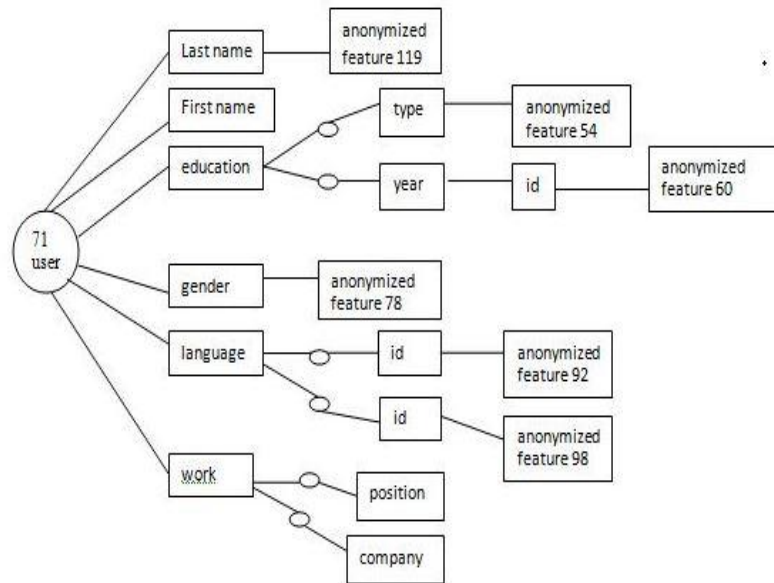 Last name
anonymized
feature 119
First name
education
type
anonymized
feature 54
year
id
anonymized
feature 60
71
user
gender
anonymized
feature 78
language
id
anonymized
feature 92
id
anonymized
feature 98
work
position
company